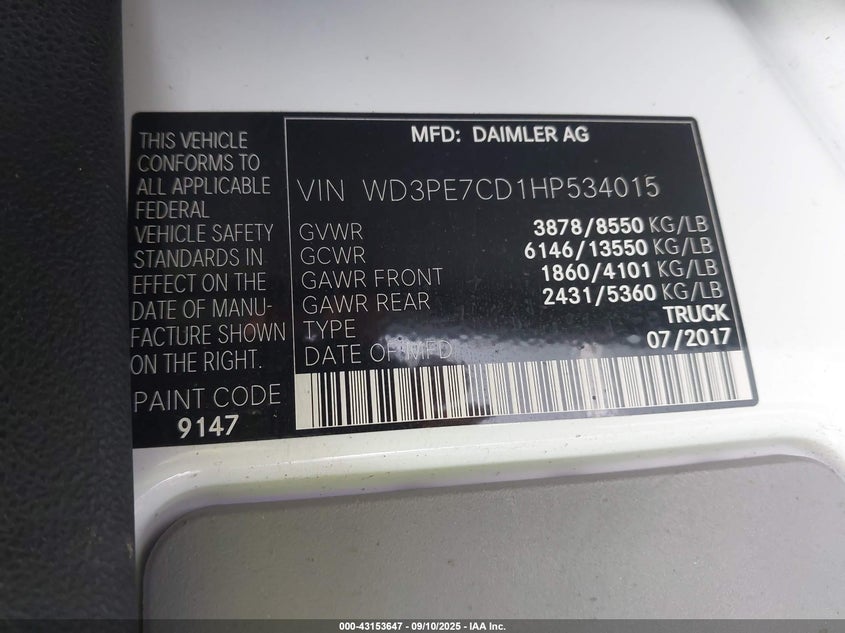 THIS VEHICLE
CONFORMS TO
ALL APPLICABLE
FEDERAL
VEHICLE SAFETY
STANDARDS IN
EFFECT ON THE
DATE OF MANU-
FACTURE SHOWN
ON THE RIGHT.
PAINT CODE
9147
MFD: DAIMLER AG
VIN WD3PE7CD1HP534015
GVWR 3878/8550 KG/LB
GCWR 6146/13550 KG/LB
GAWR FRONT 1860/4101 KG/LB
GAWR REAR 2431/5360 KG/LB
TYPE TRUCK
DATE OF MFD 07/2017
000-43153647 - 09/10/2025 - IAA Inc.